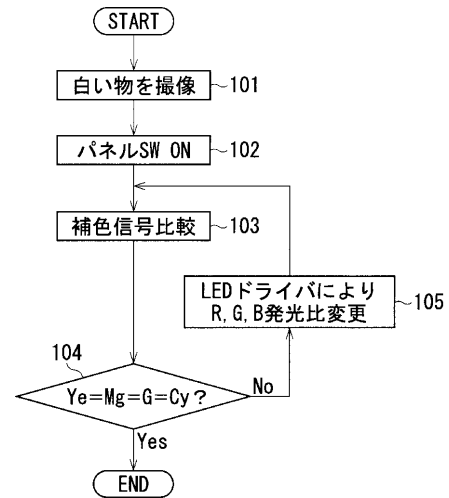 START
白い物を撮像
101
パネルSW ON
102
補色信号比較
103
LEDドライバにより
R,G,B発光比変更
105
104
Ye=Mg=G=Cy?
No
Yes
END